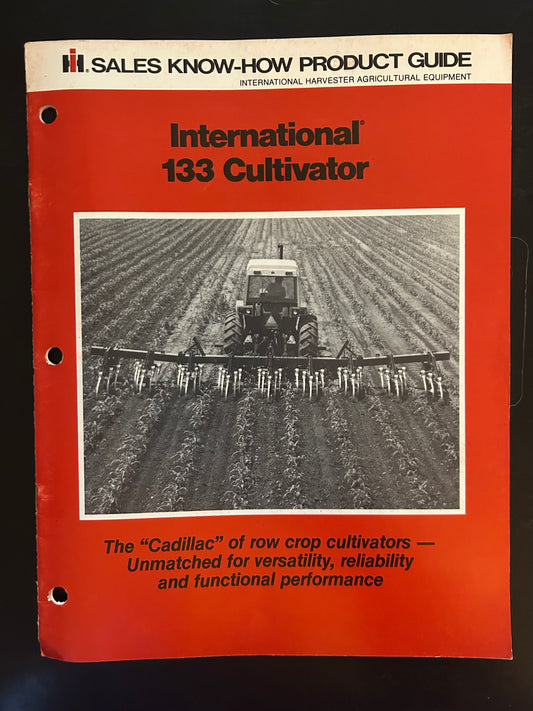 IH® SALES KNOW-HOW PRODUCT GUIDE
INTERNATIONAL HARVESTER AGRICULTURAL EQUIPMENT
International®
133 Cultivator
The “Cadillac” of row crop cultivators —
Unmatched for versatility, reliability
and functional performance